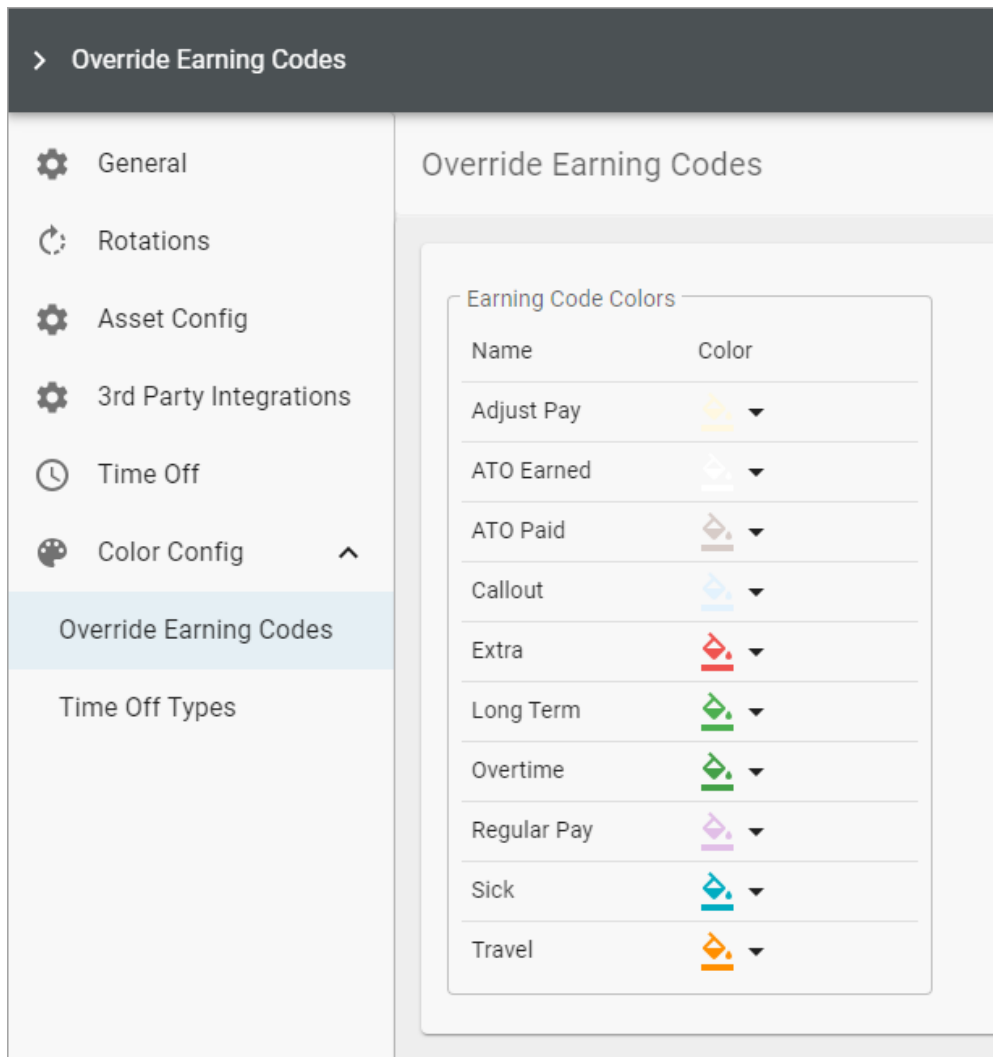 Override Earning Codes
General
Rotations
Asset Config
3rd Party Integrations
Time Off
Color Config
Override Earning Codes
Time Off Types
Override Earning Codes
Earning Code Colors
Name Color
Adjust Pay
ATO Earned
ATO Paid
Callout
Extra
Long Term
Overtime
Regular Pay
Sick
Travel